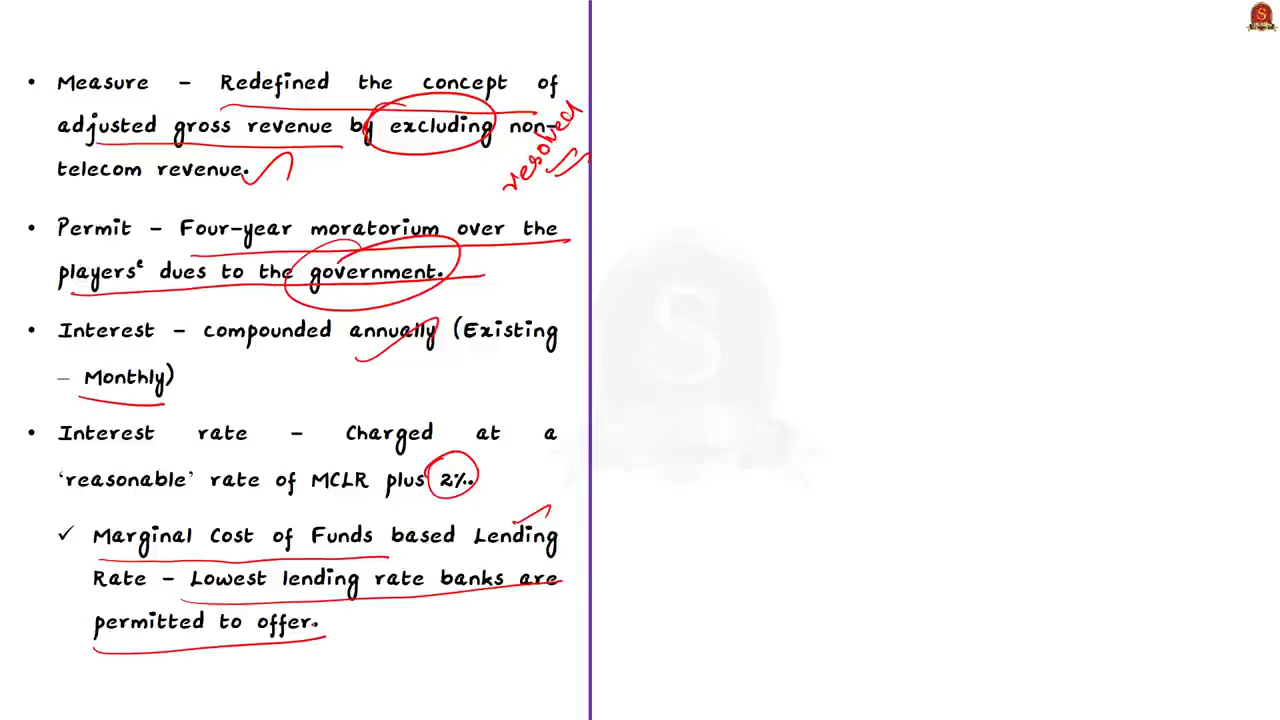 • Measure – Redefined the concept of
adjusted gross revenue by excluding non-
telecom revenue.
resolved
• Permit – Four-year moratorium over the
players‘ dues to the government.
• Interest – compounded annually (Existing
– Monthly)
• Interest rate – Charged at a
‘reasonable’ rate of MCLR plus 2%.
✓ Marginal Cost of Funds based Lending
Rate – Lowest lending rate banks are
permitted to offer.
S
S